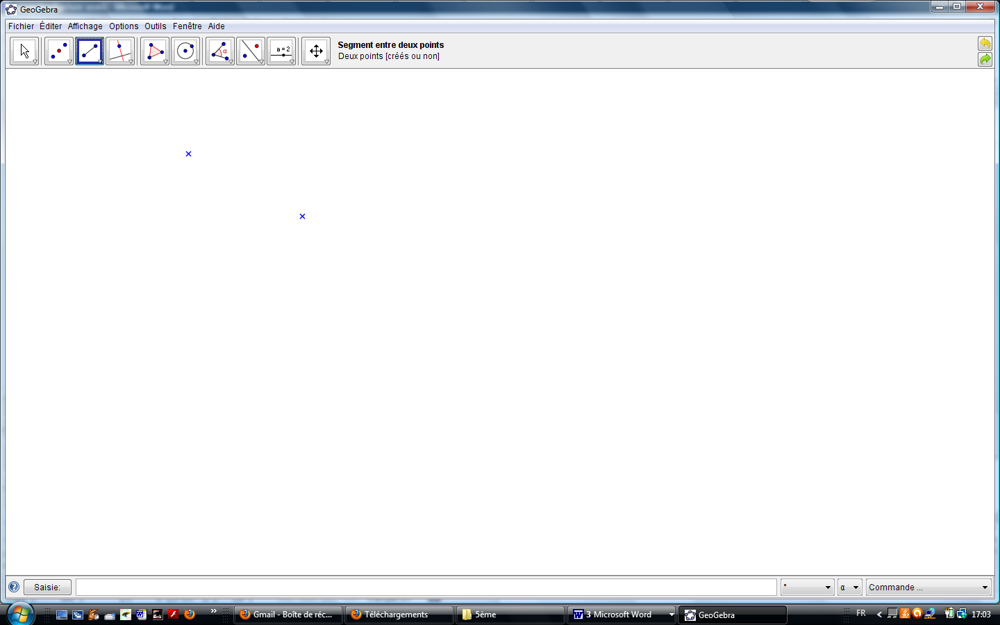 GeoGebra
Fichier Éditer Affichage Options Outils Fenêtre Aide
a = 2
α
Segment entre deux points
Deux points [créés ou non]
Saisie:
° α Commande ...
Gmail - Boîte de réc... Téléchargements 5ème 3 Microsoft Word GeoGebra FR 17:03